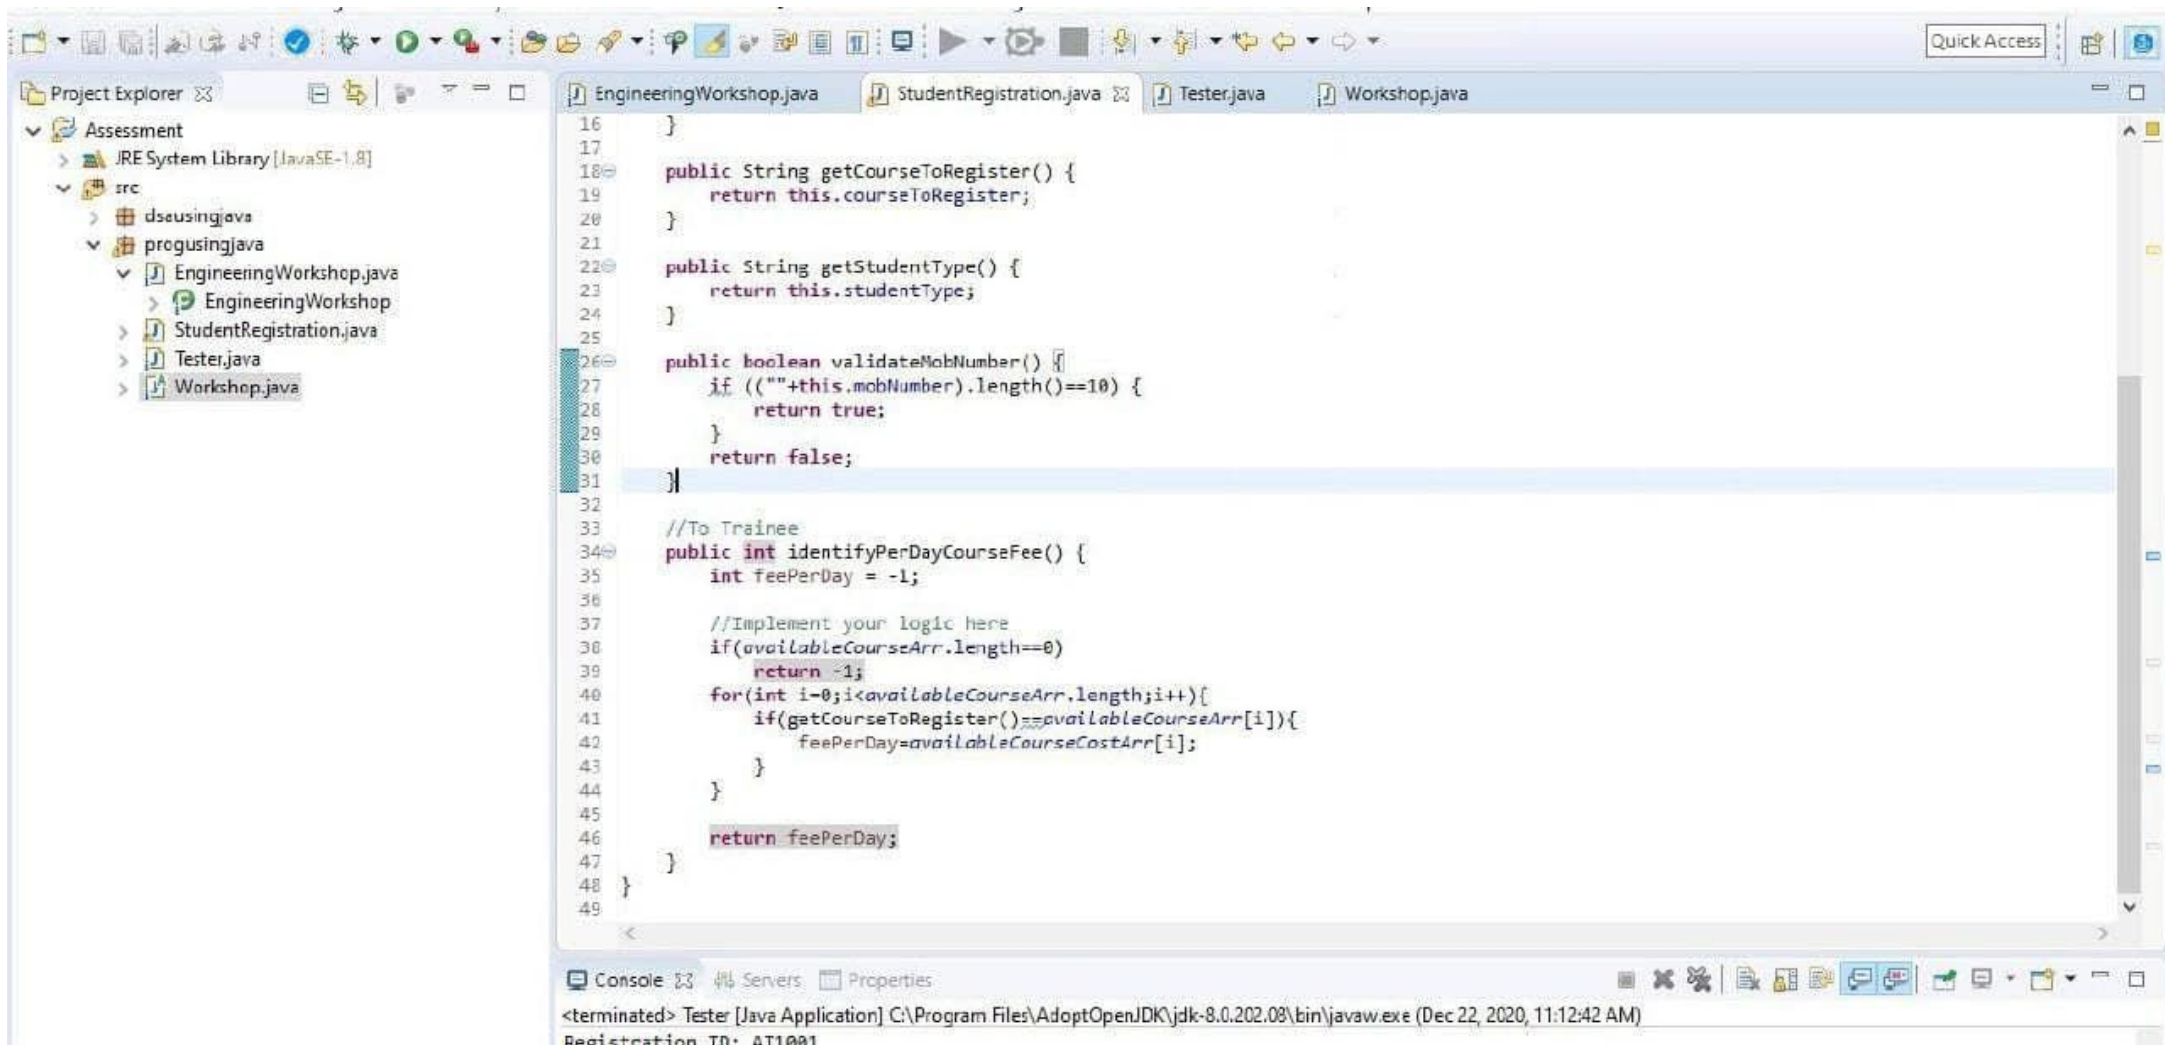 Quick Access
Project Explorer
Assessment
JRE System Library [JavaSE-1.8]
src
dsausingjava
progusingjava
EngineeringWorkshop.java
EngineeringWorkshop
StudentRegistration.java
Tester.java
Workshop.java
EngineeringWorkshop.java StudentRegistration.java Tester.java Workshop.java
16 }
17
18 public String getCourseToRegister() {
19 return this.courseToRegister;
20 }
21
22 public String getStudentType() {
23 return this.studentType;
24 }
25
26 public boolean validateMobNumber() {
27 if ((""+this.mobNumber).length()==10) {
28 return true;
29 }
30 return false;
31 }
32
33 //To Trainee
34 public int identifyPerDayCourseFee() {
35 int feePerDay = -1;
36
37 //Implement your logic here
38 if(availableCourseArr.length==0)
39 return -1;
40 for(int i=0;i<availableCourseArr.length;i++){
41 if(getCourseToRegister()==availableCourseArr[i]){
42 feePerDay=availableCourseCostArr[i];
43 }
44 }
45
46 return feePerDay;
47 }
48 }
49
Console Servers Properties
<terminated> Tester [Java Application] C:\Program Files\AdoptOpenJDK\jdk-8.0.202.08\bin\javaw.exe (Dec 22, 2020, 11:12:42 AM)
Registration ID: AT1001